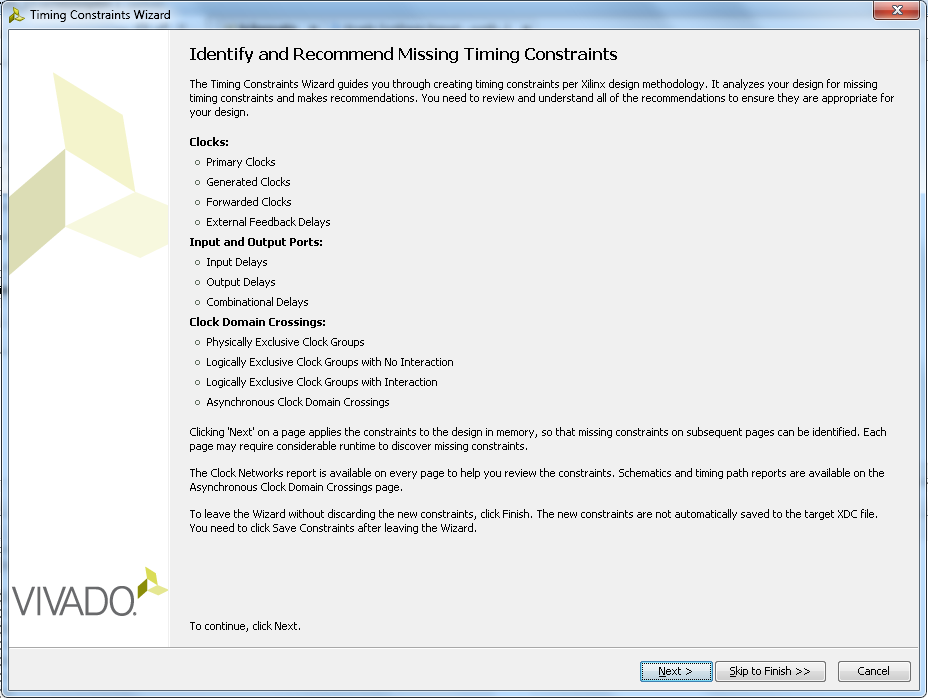 Timing Constraints Wizard
Identify and Recommend Missing Timing Constraints
The Timing Constraints Wizard guides you through creating timing constraints per Xilinx design methodology. It analyzes your design for missing
timing constraints and makes recommendations. You need to review and understand all of the recommendations to ensure they are appropriate for
your design.
Clocks:
Primary Clocks
Generated Clocks
Forwarded Clocks
External Feedback Delays
Input and Output Ports:
Input Delays
Output Delays
Combinational Delays
Clock Domain Crossings:
Physically Exclusive Clock Groups
Logically Exclusive Clock Groups with No Interaction
Logically Exclusive Clock Groups with Interaction
Asynchronous Clock Domain Crossings
Clicking 'Next' on a page applies the constraints to the design in memory, so that missing constraints on subsequent pages can be identified. Each
page may require considerable runtime to discover missing constraints.
The Clock Networks report is available on every page to help you review the constraints. Schematics and timing path reports are available on the
Asynchronous Clock Domain Crossings page.
To leave the Wizard without discarding the new constraints, click Finish. The new constraints are not automatically saved to the target XDC file.
You need to click Save Constraints after leaving the Wizard.
VIVADO.
To continue, click Next.
Next >
Skip to Finish >>
Cancel